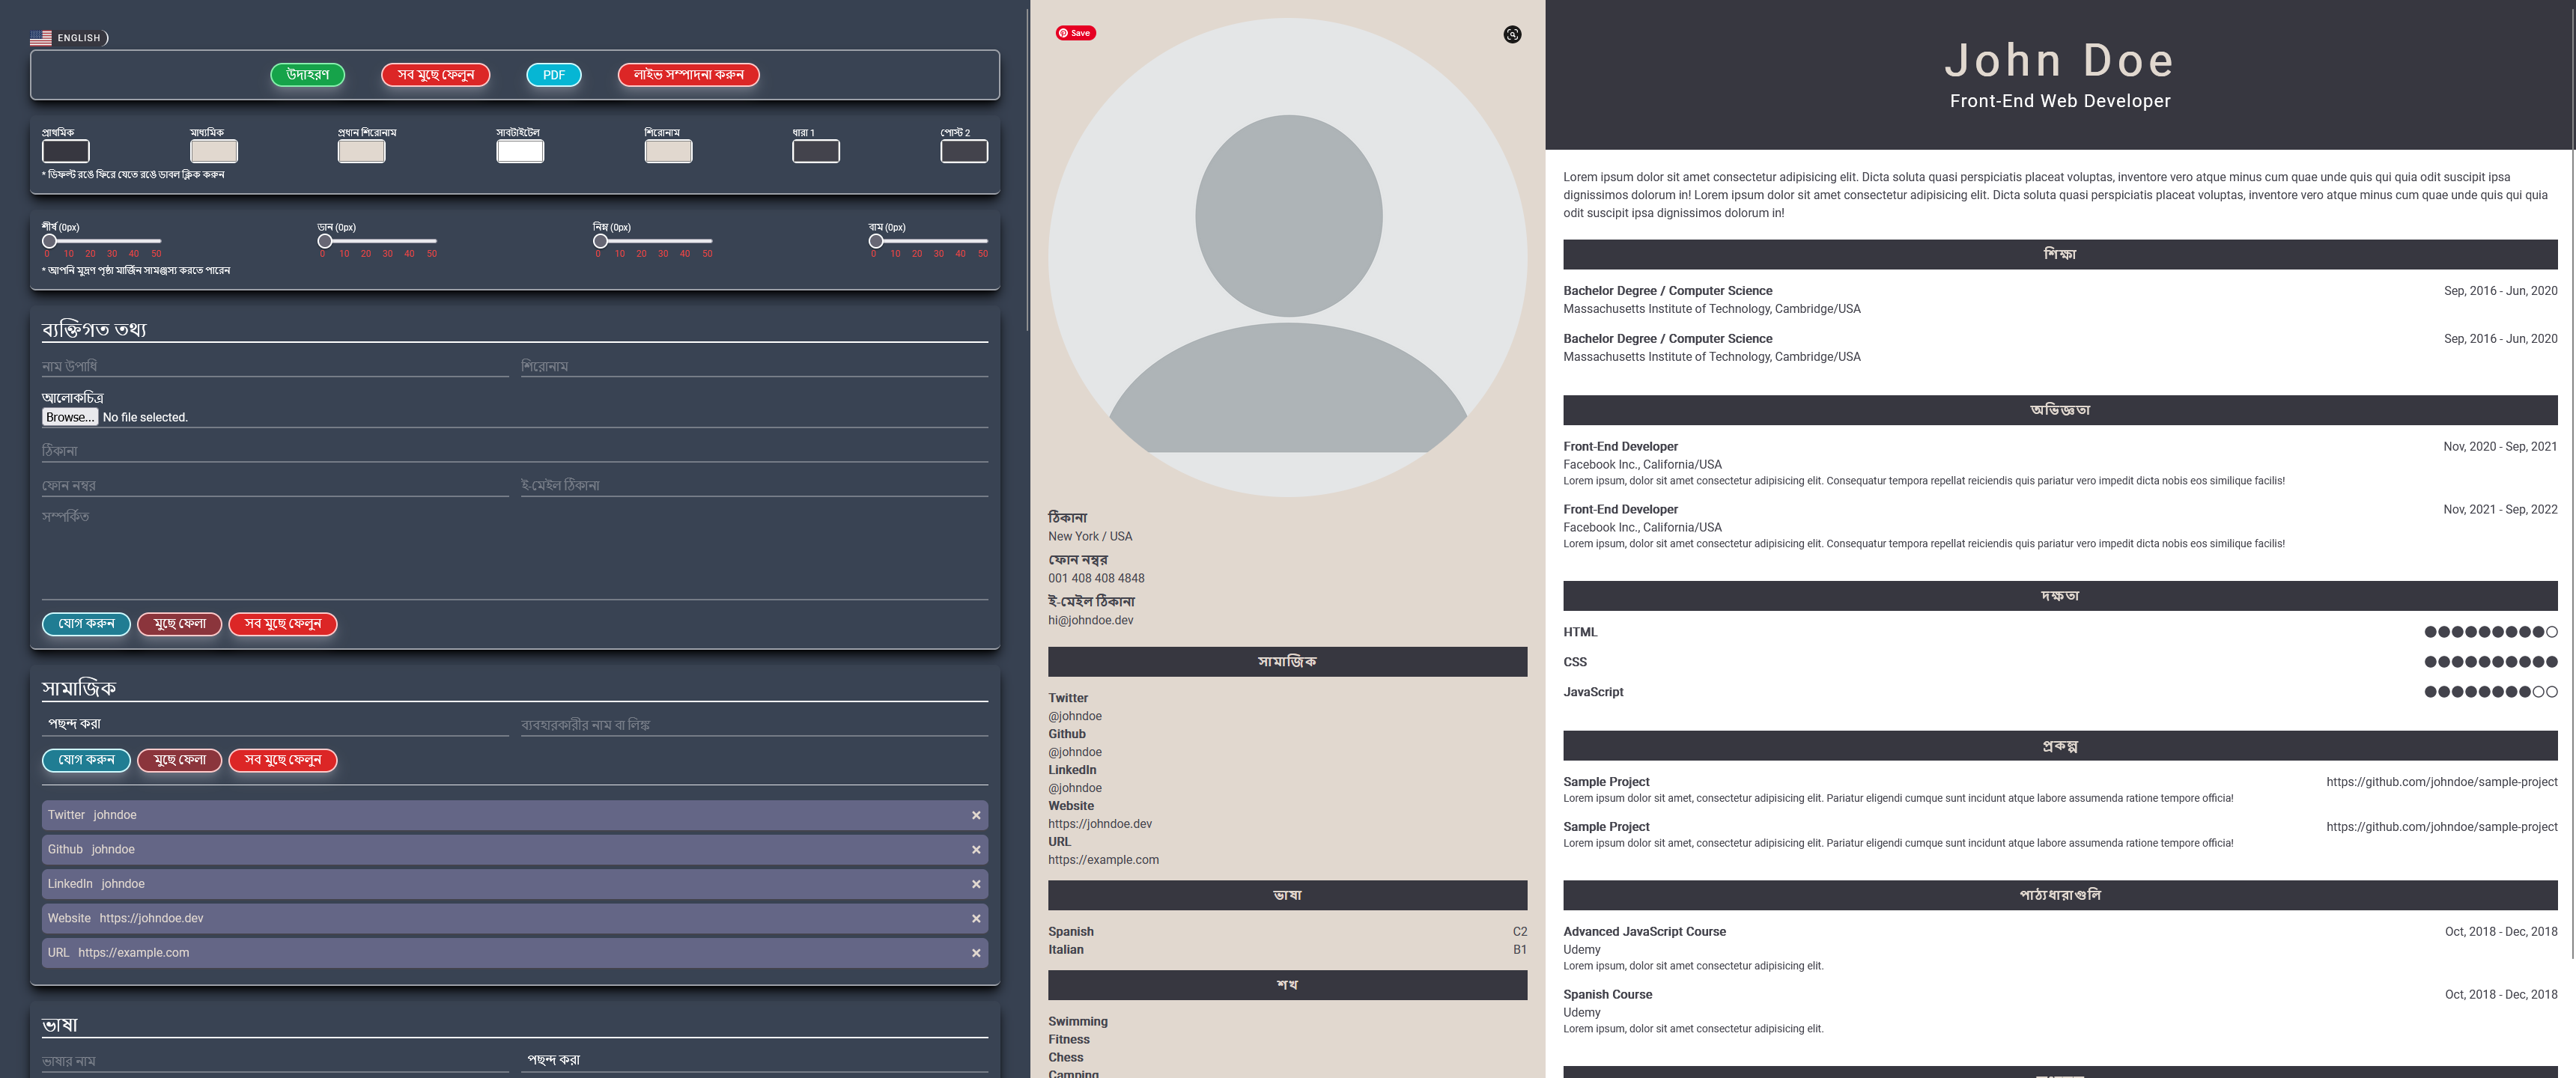 ENGLISH
উদাহরণ
সব মুছে ফেলুন
PDF
লাইভ সম্পাদনা করুন
প্রাথমিক
মাধ্যমিক
প্রধান শিরোনাম
সাবটাইটেল
শিরোনাম
ধারা 1
পোস্ট 2
* ডিফল্ট রঙে ফিরে যেতে রঙে ডাবল ক্লিক করুন
শীর্ষ (0px)
ডান (0px)
নিম্ন (0px)
বাম (0px)
0 10 20 30 40 50
0 10 20 30 40 50
0 10 20 30 40 50
0 10 20 30 40 50
* আপনি মুদ্রণ পৃষ্ঠা মার্জিন সামঞ্জস্য করতে পারেন
ব্যক্তিগত তথ্য
নাম উপাধি
শিরোনাম
আলোকচিত্র
Browse... No file selected.
ঠিকানা
ফোন নম্বর
ই-মেইল ঠিকানা
সম্পর্কিত
যোগ করুন
মুছে ফেলা
সব মুছে ফেলুন
সামাজিক
পছন্দ করা
ব্যবহারকারীর নাম বা লিঙ্ক
যোগ করুন
মুছে ফেলা
সব মুছে ফেলুন
Twitter johndoe
Github johndoe
LinkedIn johndoe
Website https://johndoe.dev
URL https://example.com
ভাষা
ভাষার নাম
পছন্দ করা
Save
ঠিকানা
New York / USA
ফোন নম্বর
001 408 408 4848
ই-মেইল ঠিকানা
hi@johndoe.dev
সামাজিক
Twitter
@johndoe
Github
@johndoe
LinkedIn
@johndoe
Website
https://johndoe.dev
URL
https://example.com
ভাষা
Spanish C2
Italian B1
শখ
Swimming
Fitness
Chess
Camping
John Doe
Front-End Web Developer
Lorem ipsum dolor sit amet consectetur adipisicing elit. Dicta soluta quasi perspiciatis placeat voluptas, inventore vero atque minus cum quae unde quis qui quia odit suscipit ipsa
dignissimos dolorum in! Lorem ipsum dolor sit amet consectetur adipisicing elit. Dicta soluta quasi perspiciatis placeat voluptas, inventore vero atque minus cum quae unde quis qui quia
odit suscipit ipsa dignissimos dolorum in!
শিক্ষা
Bachelor Degree / Computer Science Sep, 2016 - Jun, 2020
Massachusetts Institute of Technology, Cambridge/USA
Bachelor Degree / Computer Science Sep, 2016 - Jun, 2020
Massachusetts Institute of Technology, Cambridge/USA
অভিজ্ঞতা
Front-End Developer Nov, 2020 - Sep, 2021
Facebook Inc., California/USA
Lorem ipsum, dolor sit amet consectetur adipisicing elit. Consequatur tempora repellat reiciendis quis pariatur vero impedit dicta nobis eos similique facilis!
Front-End Developer Nov, 2021 - Sep, 2022
Facebook Inc., California/USA
Lorem ipsum, dolor sit amet consectetur adipisicing elit. Consequatur tempora repellat reiciendis quis pariatur vero impedit dicta nobis eos similique facilis!
দক্ষতা
HTML
CSS
JavaScript
প্রকল্প
Sample Project https://github.com/johndoe/sample-project
Lorem ipsum dolor sit amet, consectetur adipisicing elit. Pariatur eligendi cumque sunt incidunt atque labore assumenda ratione tempore officia!
Sample Project https://github.com/johndoe/sample-project
Lorem ipsum dolor sit amet, consectetur adipisicing elit. Pariatur eligendi cumque sunt incidunt atque labore assumenda ratione tempore officia!
পাঠ্যধারাগুলি
Advanced JavaScript Course Oct, 2018 - Dec, 2018
Udemy
Lorem ipsum, dolor sit amet consectetur adipisicing elit.
Spanish Course Oct, 2018 - Dec, 2018
Udemy
Lorem ipsum, dolor sit amet consectetur adipisicing elit.